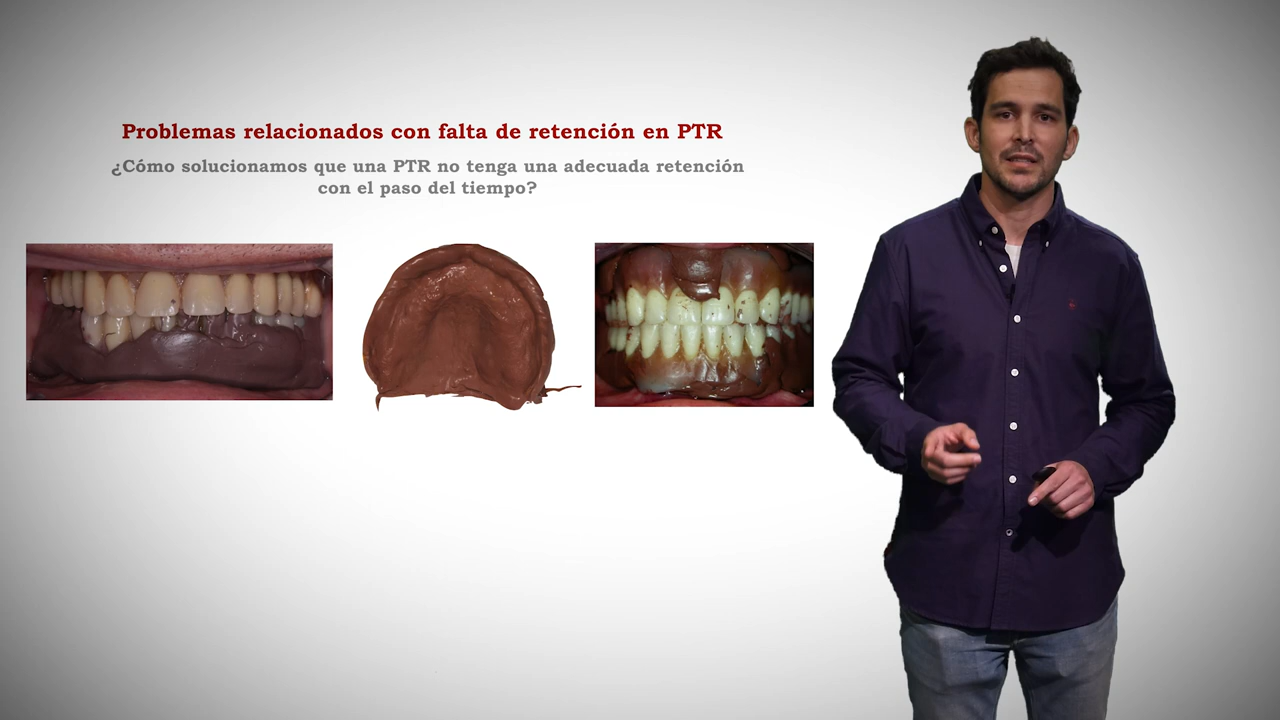 Problemas relacionados con falta de retención en PTR
¿Cómo solucionamos que una PTR no tenga una adecuada retención
con el paso del tiempo?